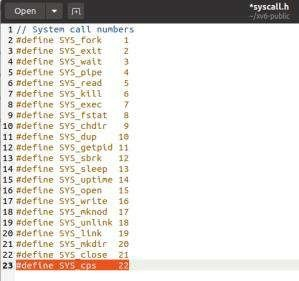 Open
*syscall.h
~/xv6-public
1 // System call numbers
2 #define SYS_fork    1
3 #define SYS_exit    2
4 #define SYS_wait    3
5 #define SYS_pipe    4
6 #define SYS_read    5
7 #define SYS_kill    6
8 #define SYS_exec    7
9 #define SYS_fstat   8
10 #define SYS_chdir   9
11 #define SYS_dup    10
12 #define SYS_getpid 11
13 #define SYS_sbrk   12
14 #define SYS_sleep  13
15 #define SYS_uptime 14
16 #define SYS_open   15
17 #define SYS_write  16
18 #define SYS_mknod  17
19 #define SYS_unlink 18
20 #define SYS_link   19
21 #define SYS_mkdir  20
22 #define SYS_close  21
23 #define SYS_cps    22